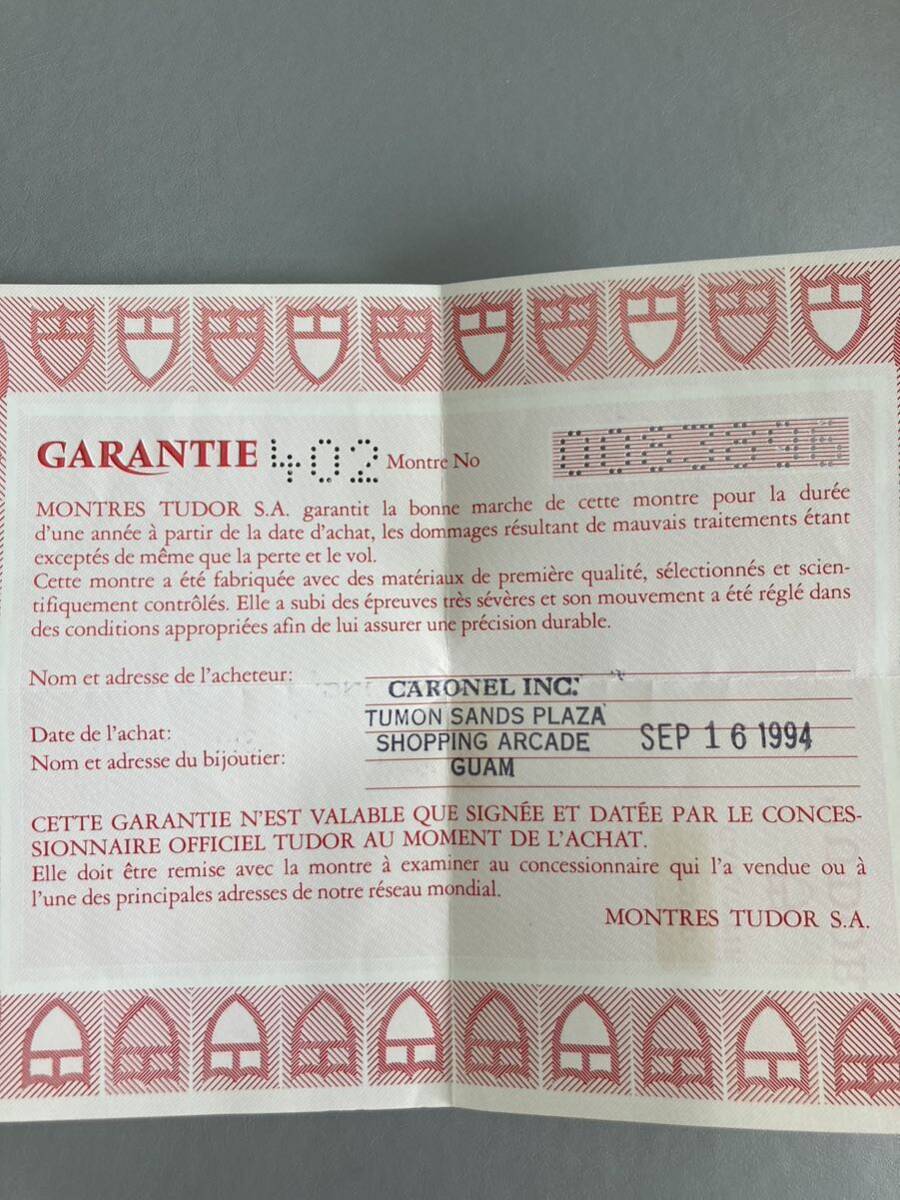 GARANTIE 402 Montre No
MONTRES TUDOR S.A. garantit la bonne marche de cette montre pour la durée
d'une année à partir de la date d'achat, les dommages résultant de mauvais traitements étant
exceptés de même que la perte et le vol.
Cette montre a été fabriquée avec des matériaux de première qualité, sélectionnés et scien-
tifiquement contrôlés. Elle a subi des épreuves très sévères et son mouvement a été réglé dans
des conditions appropriées afin de lui assurer une précision durable.
Nom et adresse de l'acheteur:
CARONEL INC.
TUMON SANDS PLAZA
Date de l'achat:
SHOPPING ARCADE SEP 16 1994
Nom et adresse du bijoutier:
GUAM
CETTE GARANTIE N'EST VALABLE QUE SIGNÉE ET DATÉE PAR LE CONCES-
SIONNAIRE OFFICIEL TUDOR AU MOMENT DE L'ACHAT.
Elle doit être remise avec la montre à examiner au concessionnaire qui l'a vendue ou à
l'une des principales adresses de notre réseau mondial.
MONTRES TUDOR S.A.